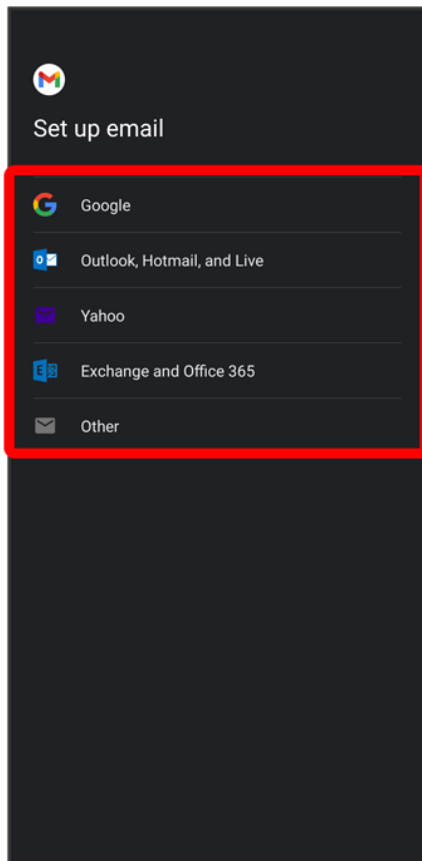 Set up email
Google
Outlook, Hotmail, and Live
Yahoo
Exchange and Office 365
Other